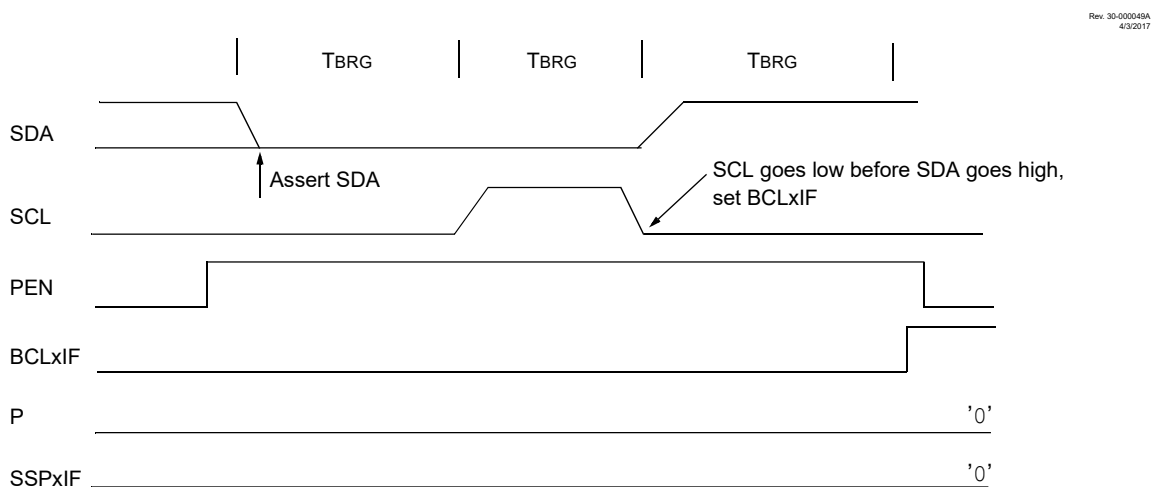 Rev. 30-000049A
4/3/2017
TBRG TBRG TBRG
SDA
Assert SDA
SCL goes low before SDA goes high,
set BCLxIF
SCL
PEN
BCLxIF
P '0'
SSPxIF '0'